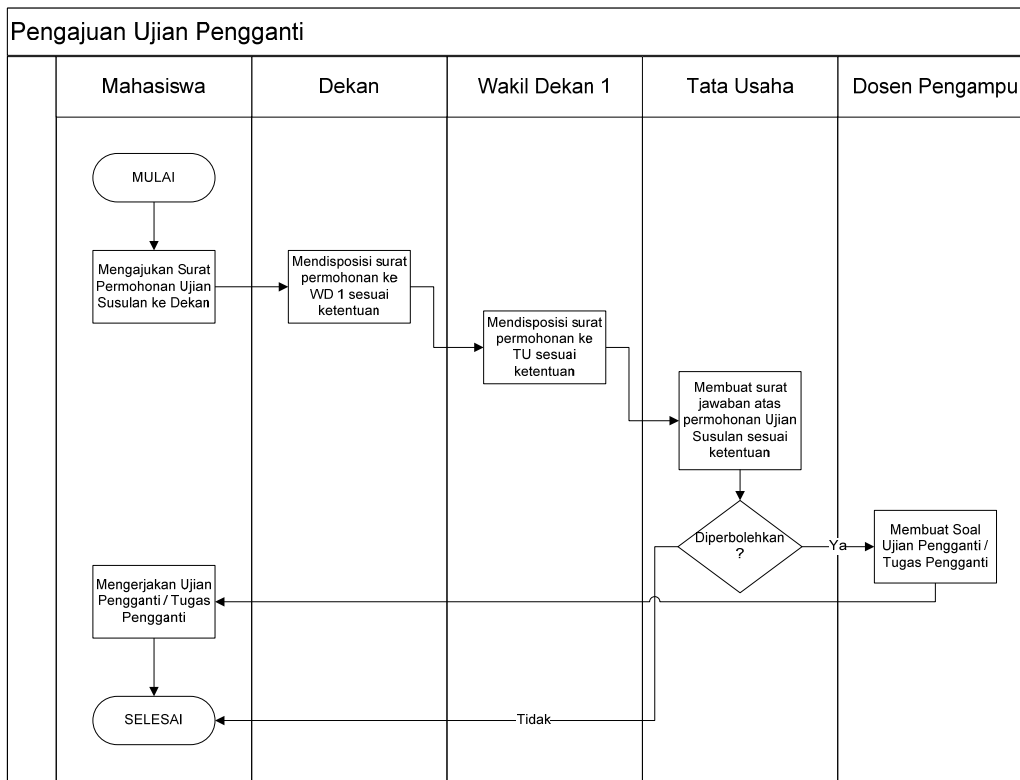 Pengajuan Ujian Pengganti
Mahasiswa
Dekan
Wakil Dekan 1
Tata Usaha
Dosen Pengampu
MULAI
Mengajukan Surat
Permohonan Ujian
Susulan ke Dekan
Mendisposisi surat
permohonan ke
WD 1 sesuai
ketentuan
Mendisposisi surat
permohonan ke
TU sesuai
ketentuan
Membuat surat
jawaban atas
permohonan Ujian
Susulan sesuai
ketentuan
Diperbolehkan
?
Ya
Membuat Soal
Ujian Pengganti /
Tugas Pengganti
Mengerjakan Ujian
Pengganti / Tugas
Pengganti
Tidak
SELESAI